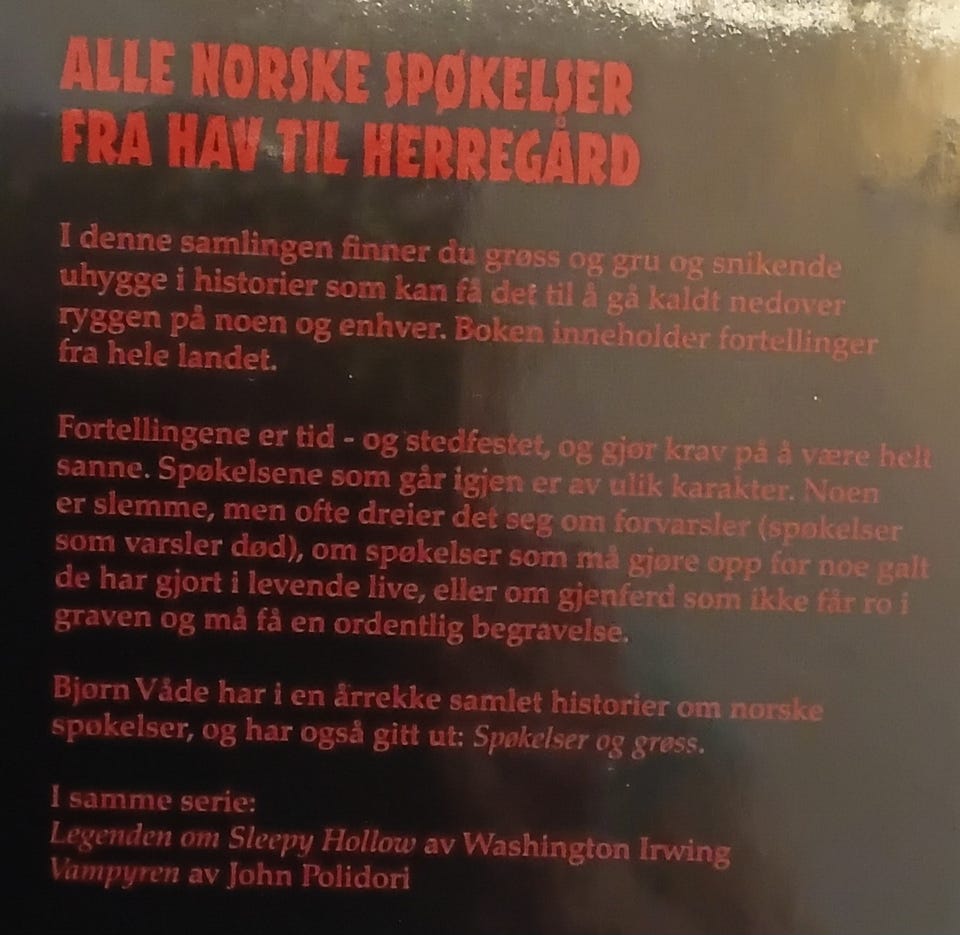 ALLE NORSKE SPØKELSER
FRA HAV TIL HERREGÅRD
I denne samlingen finner du grøss og gru og snikende
uhygge i historier som kan få det til å gå kaldt nedover
ryggen på noen og enhver. Boken inneholder fortellinger
fra hele landet.
Fortellingene er tid - og stedfestet, og gjør krav på å være helt
sanne. Spøkelsene som går igjen er av ulik karakter. Noen
er slemme, men ofte dreier det seg om forvarsler (spøkelser
som varsler død), om spøkelser som må gjøre opp for noe galt
de har gjort i levende live, eller om gjenferd som ikke får ro i
graven og må få en ordentlig begravelse.
Bjørn Våde har i en årrekke samlet historier om norske
spøkelser, og har også gitt ut: Spøkelser og grøss.
I samme serie:
Legenden om Sleepy Hollow av Washington Irwing
Vampyren av John Polidori